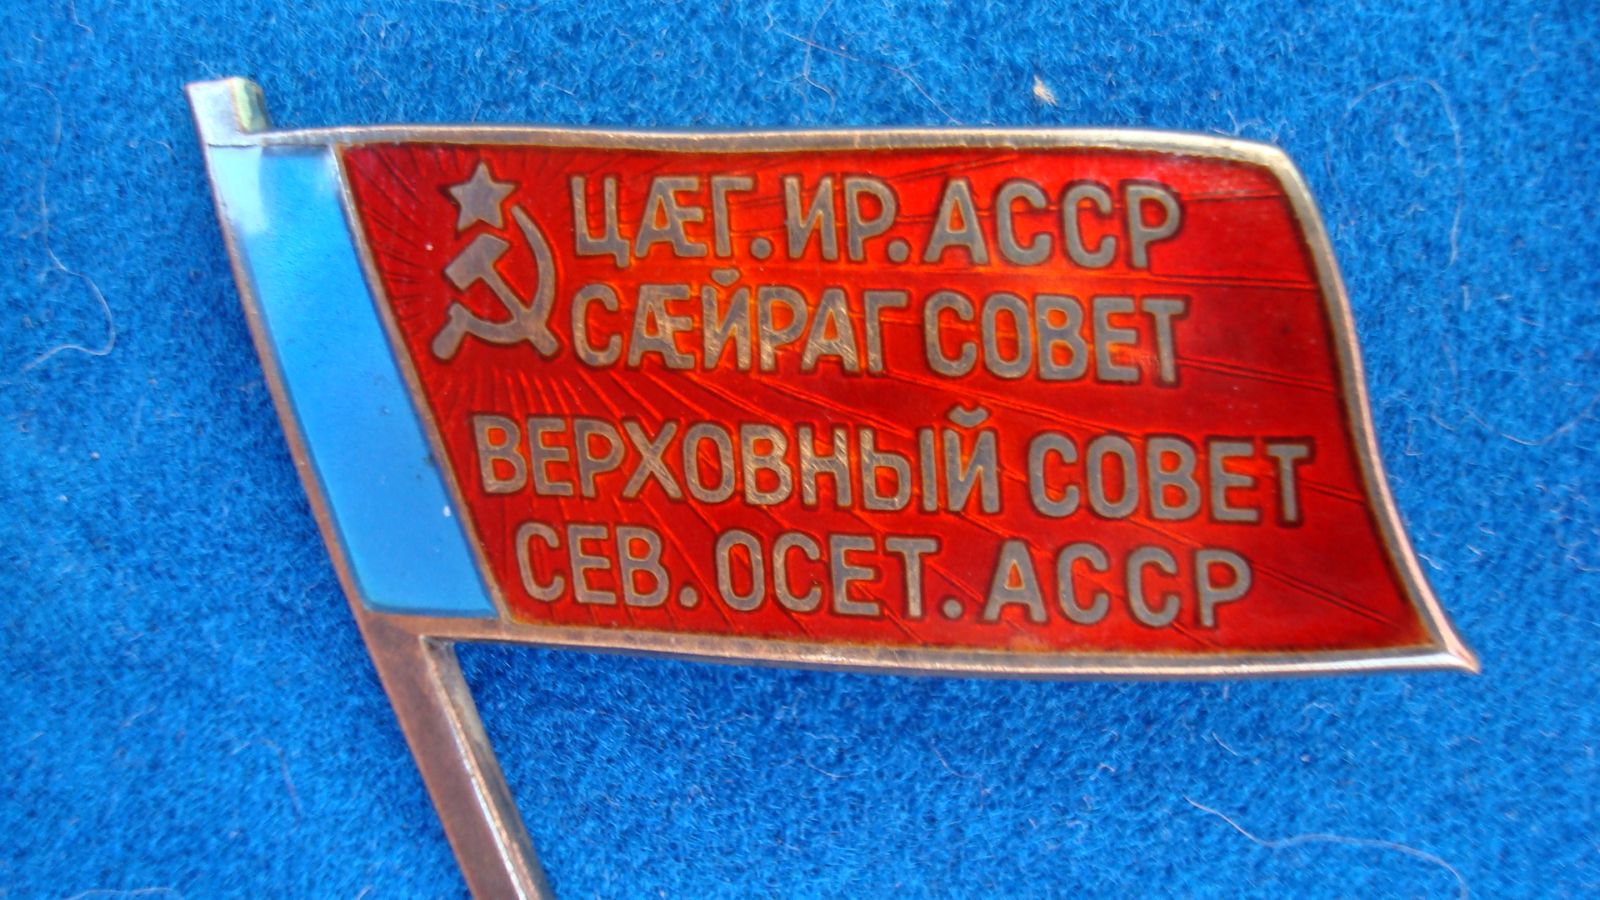 ЦÆГ. ИР. АССР
СÆЙРАГ СОВЕТ
ВЕРХОВНЫЙ СОВЕТ
СЕВ. ОСЕТ. АССР